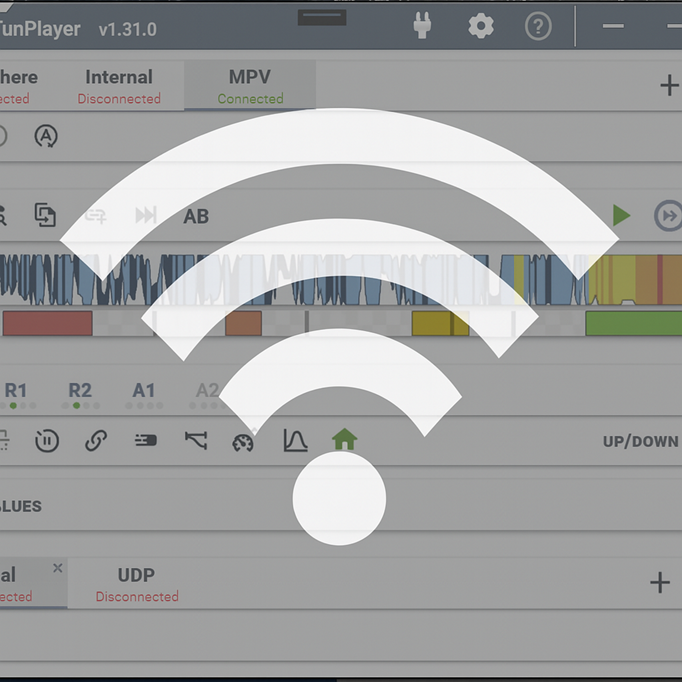 FunPlayer v1.31.0
here Internal MPV
ected Disconnected Connected
AB
R1 R2 A1 A2
UP/DOWN
LUES
al UDP
ected Disconnected